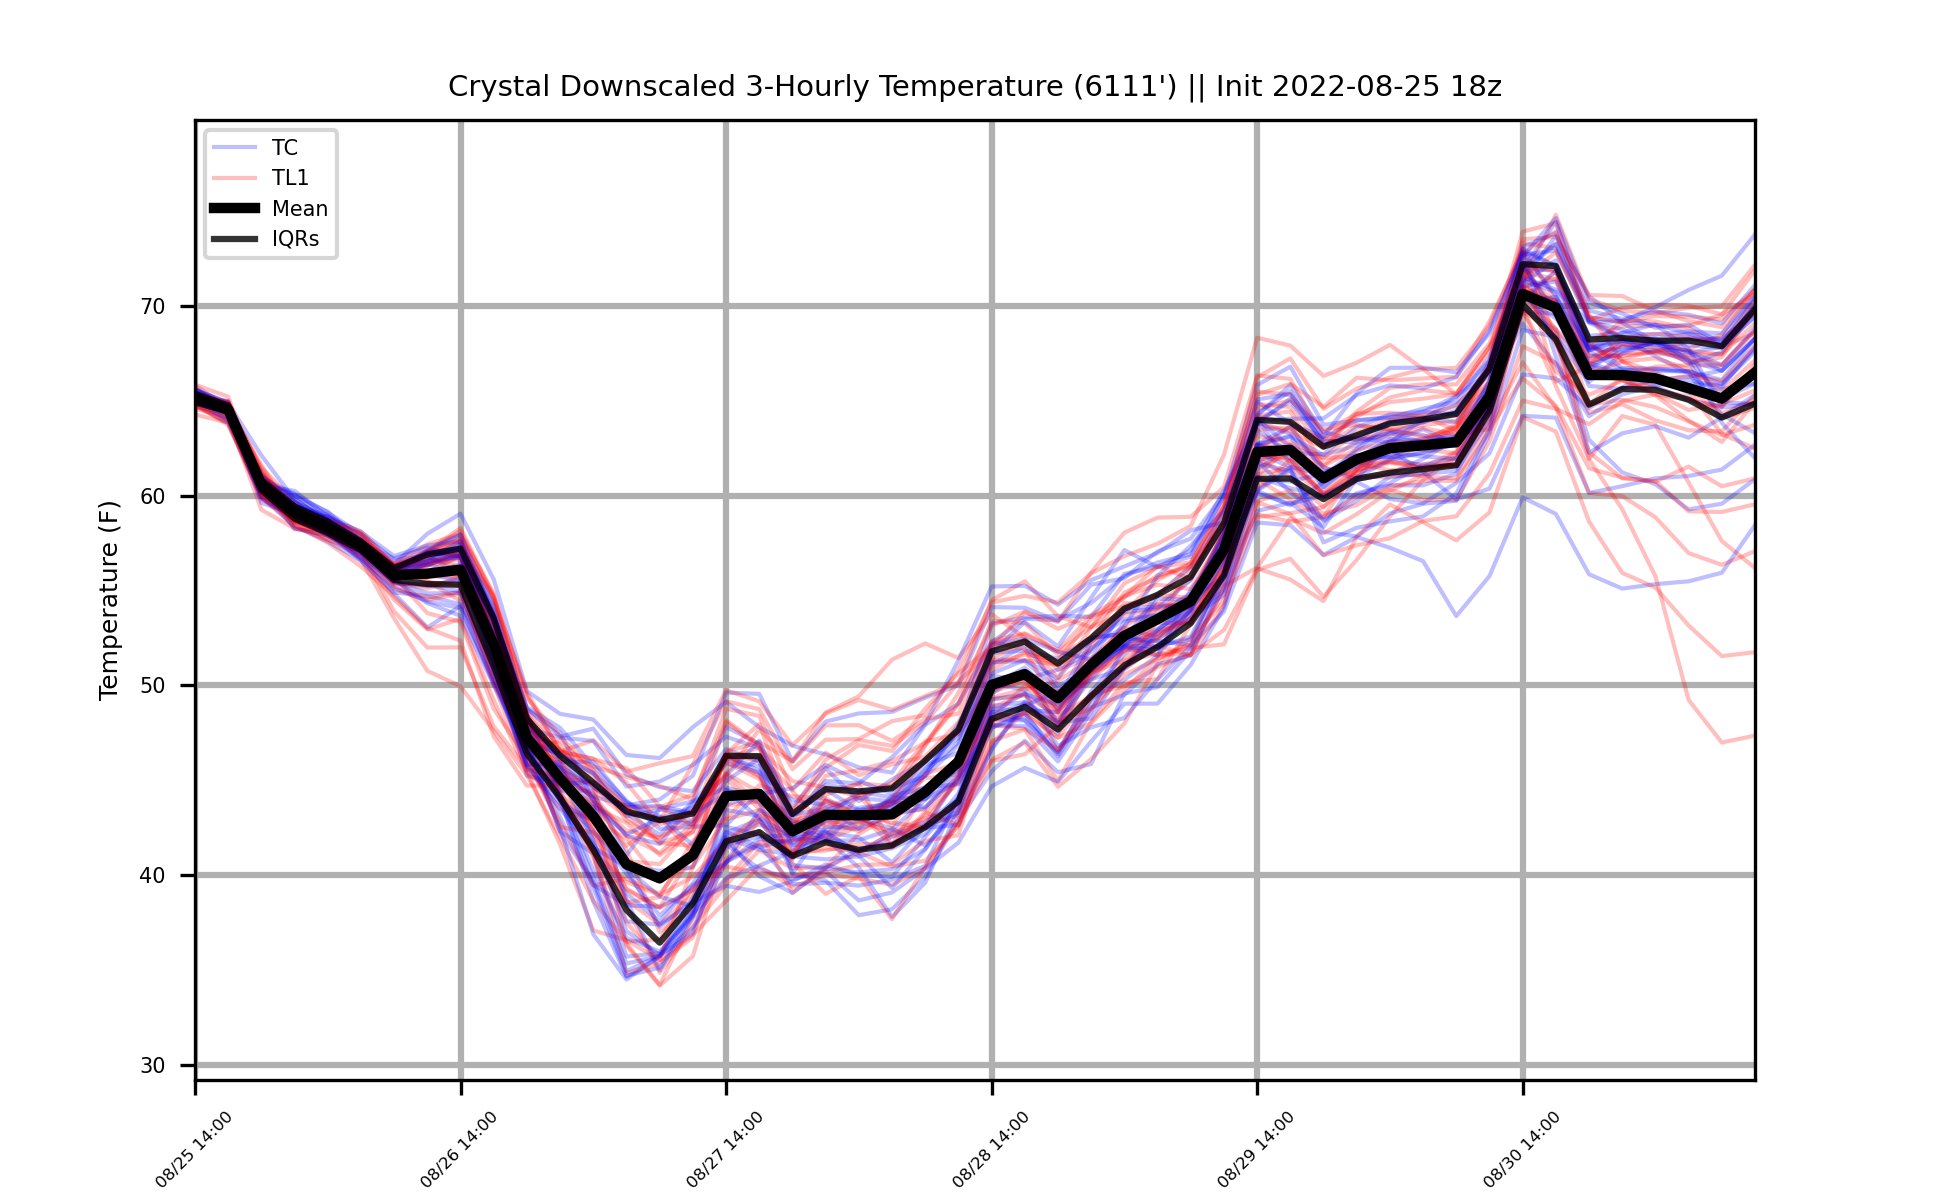 Crystal Downscaled 3-Hourly Temperature (6111') || Init 2022-08-25 18z
TC
TL1
Mean
IQRs
Temperature (F)
70
60
50
40
30
08/25 14:00
08/26 14:00
08/27 14:00
08/28 14:00
08/29 14:00
08/30 14:00